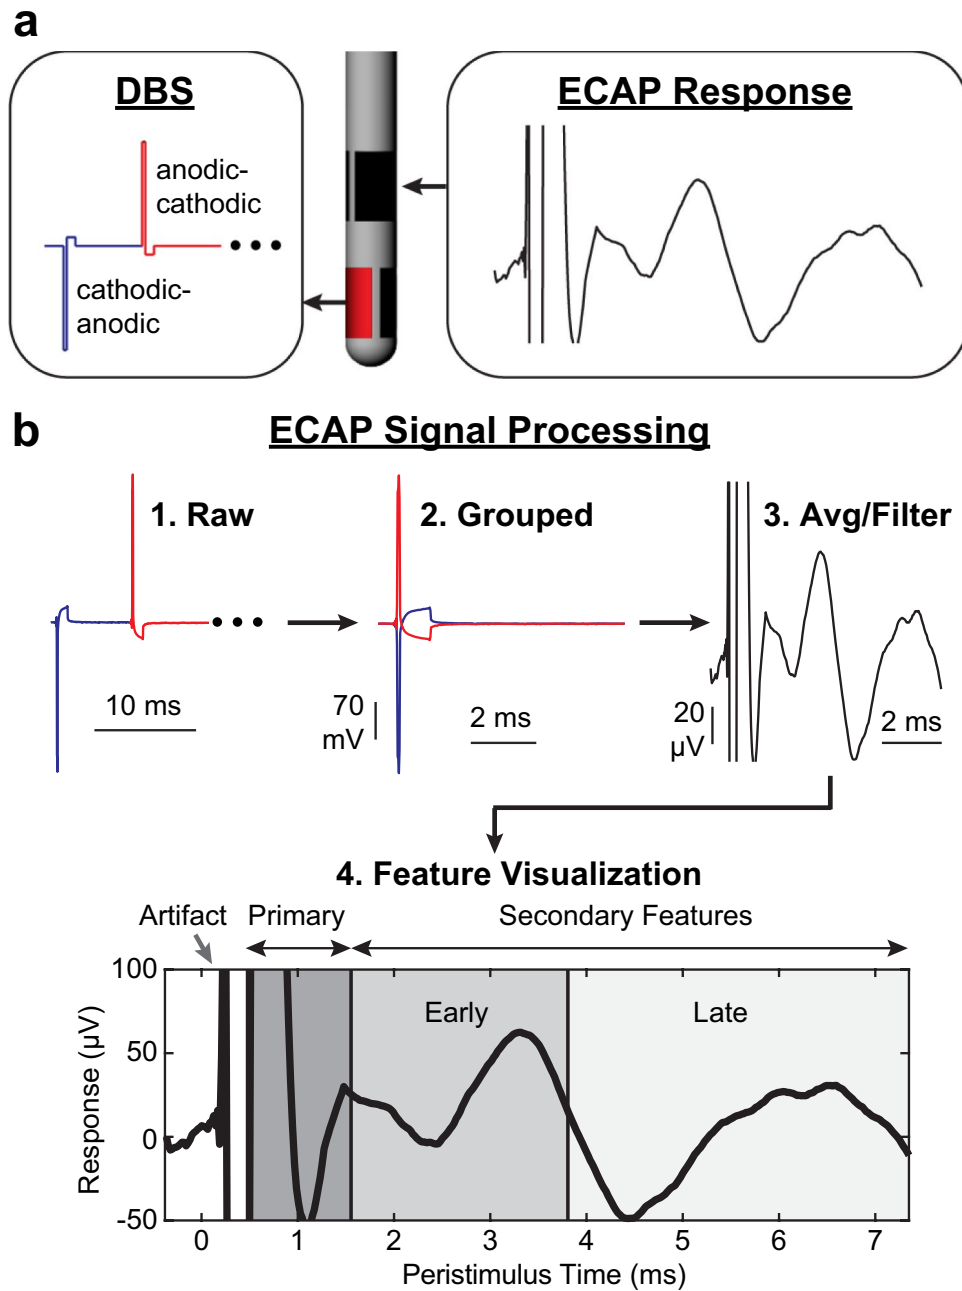 a
DBS
anodic-
cathodic
cathodic-
anodic
ECAP Response
b
ECAP Signal Processing
1. Raw
2. Grouped
3. Avg/Filter
10 ms
70
mV
2 ms
20
µV
2 ms
4. Feature Visualization
Artifact
Primary
Secondary Features
Early
Late
Response (µV)
100
50
0
-50
0 1 2 3 4 5 6 7
Peristimulus Time (ms)